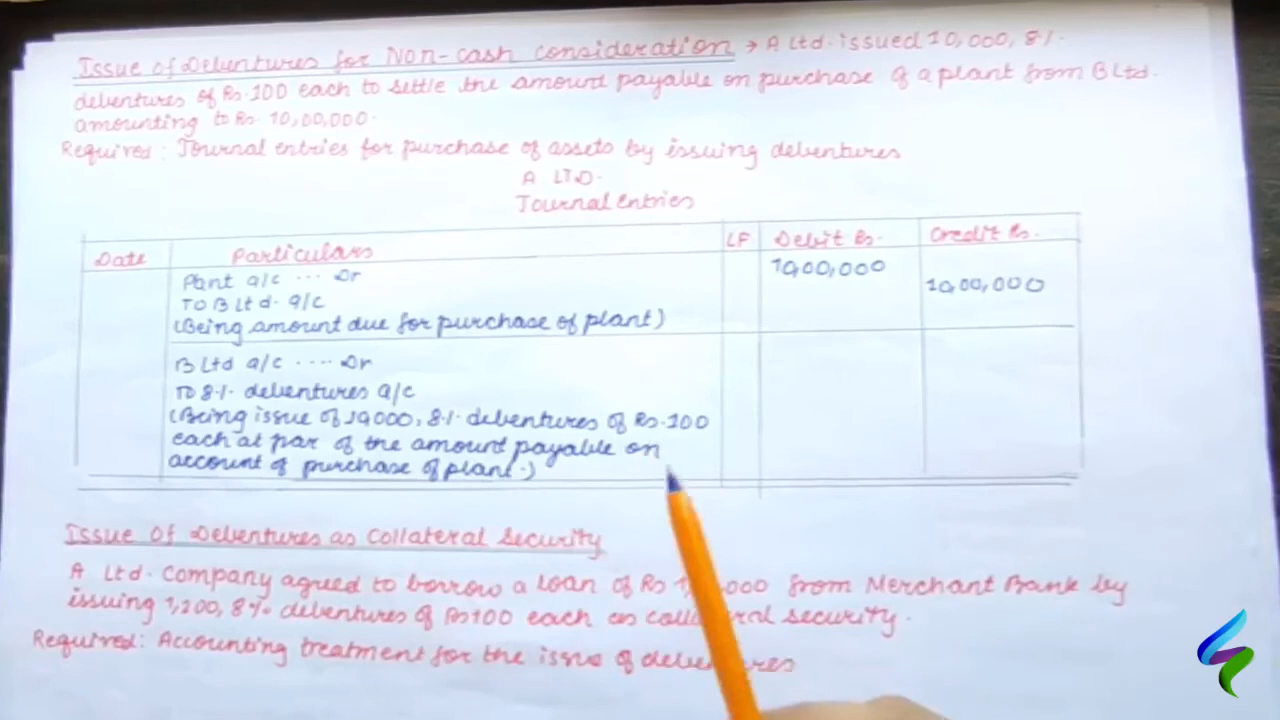 Issue of Debentures for Non-cash consideration → A Ltd. issued 10,000, 8%
debentures of Rs. 100 each to settle the amount payable on purchase of a plant from B Ltd.
amounting to Rs. 10,00,000.
Required: Journal entries for purchase of assets by issuing debentures
A LTD.
Journal Entries
Date Particulars LF Debit Rs. Credit Rs.
Plant a/c ... Dr 10,00,000
TO B Ltd. a/c 10,00,000
(Being amount due for purchase of plant)
B Ltd a/c .... Dr
TO 8% debentures a/c
(Being issue of 10,000, 8% debentures of Rs. 100
each at par of the amount payable on
account of purchase of plant.)
Issue Of Debentures as Collateral Security
A Ltd. Company agreed to borrow a loan of Rs from Merchant Bank by
issuing 1,200, 8% debentures of Rs 100 each as security.
Required: Accounting treatment for the issue of debentures